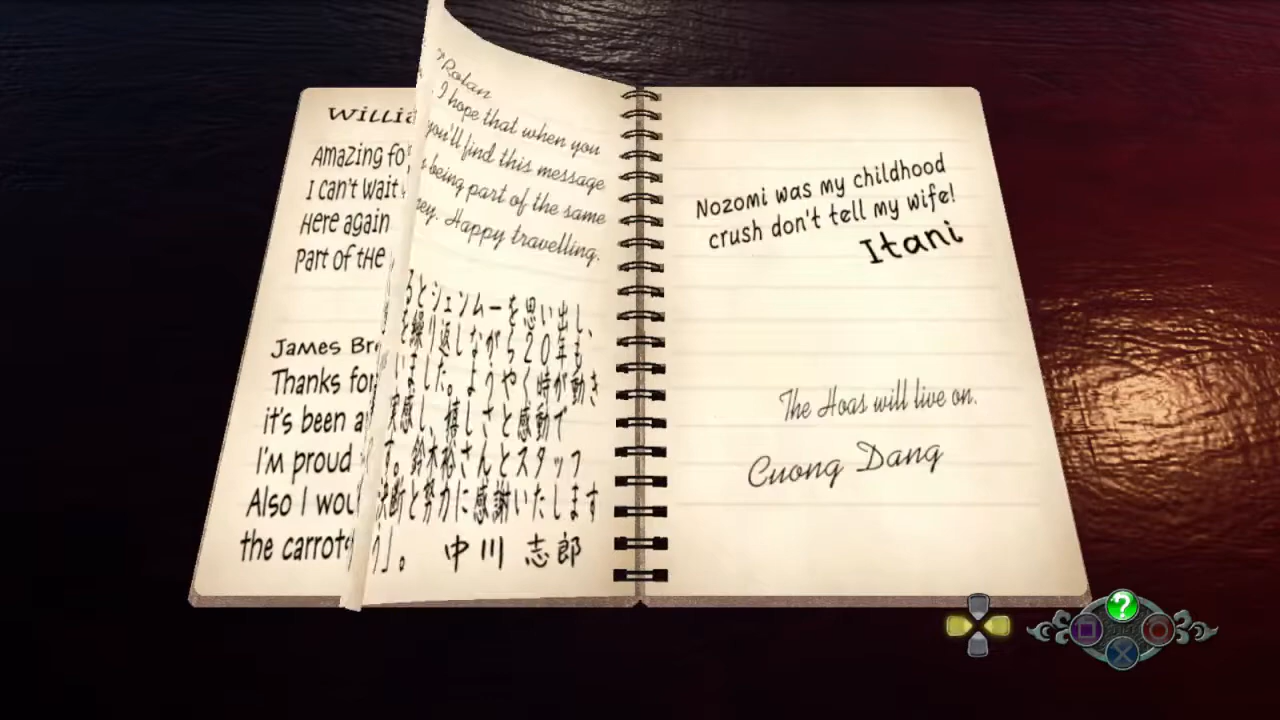 Amazing fo
I can't wait
Here again
Part of the
James Br
Thanks for
it's been a
I'm proud
Also I woul
the carrots
Rolan
I hope that when you
you'll find this message
being part of the same
Happy travelling.
るとシェンムーを思い出し、
と繰り返しながら20年も
いました。ようやく時が動き
実感し、嬉しさと感動で
す。鈴木裕さんとスタッフ
決断と努力に感謝いたします
」。 中川 志郎
Nozomi was my childhood
crush don't tell my wife!
Itani
The Hoas will live on.
Cuong Dang
?